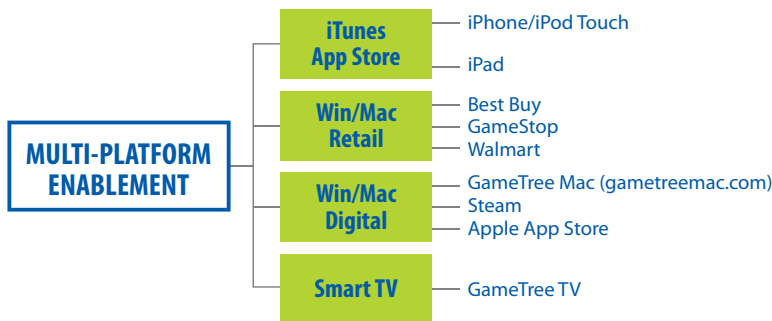 MULTI-PLATFORM
ENABLEMENT
iTunes
App Store
iPhone/iPod Touch
iPad
Win/Mac
Retail
Best Buy
GameStop
Walmart
Win/Mac
Digital
GameTree Mac (gametreemac.com)
Steam
Apple App Store
Smart TV
GameTree TV